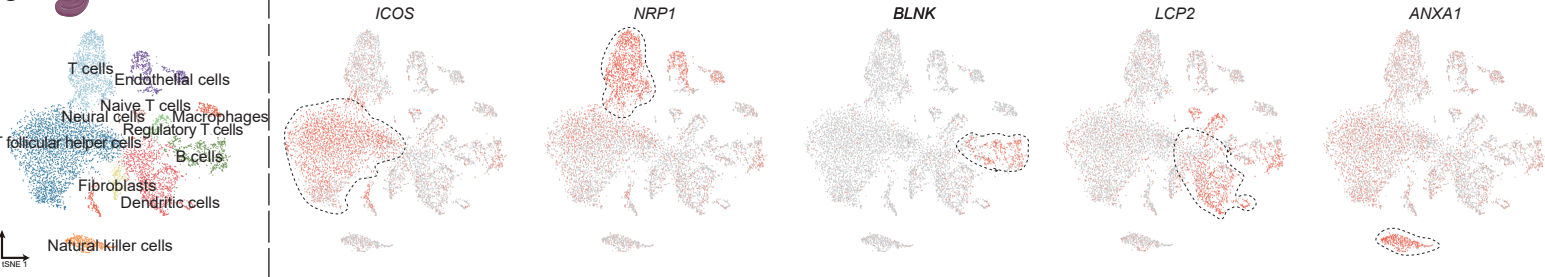 ICOS
NRP1
BLNK
LCP2
ANXA1
T cells
Endothelial cells
Naive T cells
Neural cells
Macrophages
Regulatory T cells
T follicular helper cells
B cells
Fibroblasts
Dendritic cells
Natural killer cells
tSNE 1